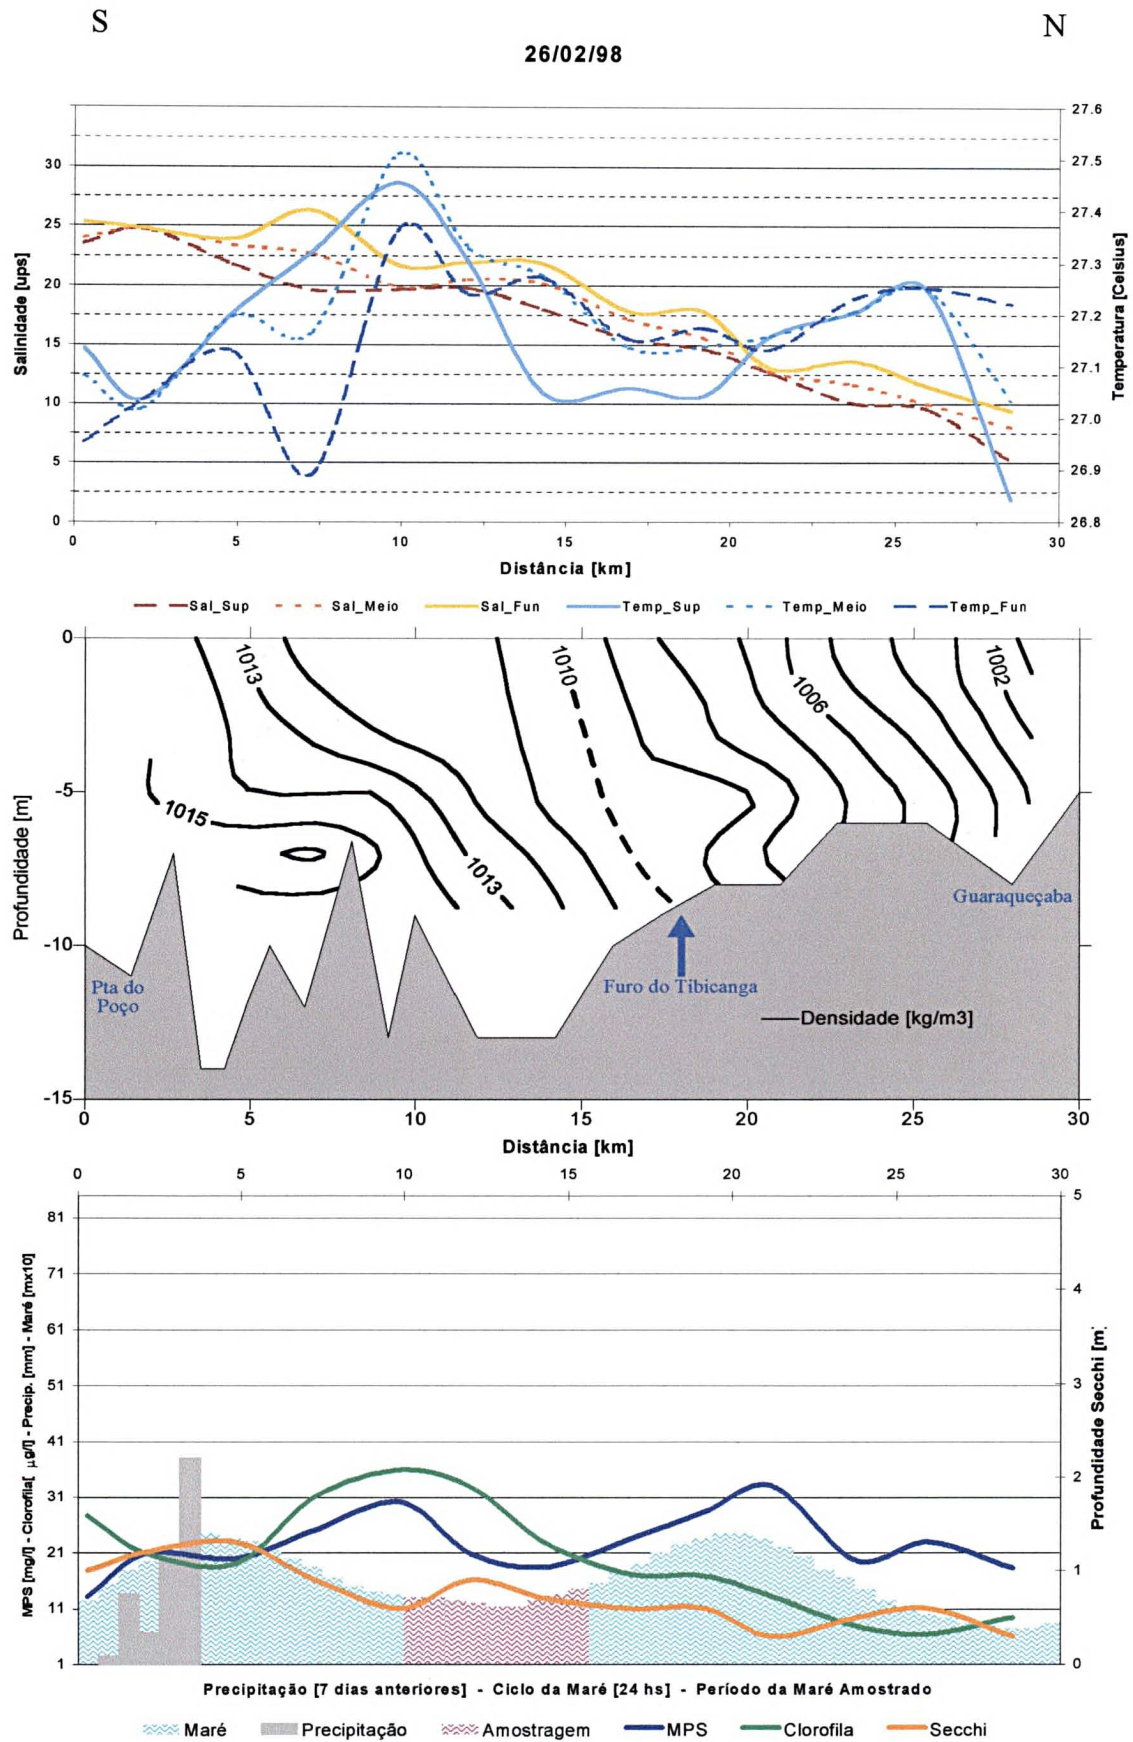 S
N
26/02/98
Salinidade [ups]
30
25
20
15
10
5
0
27.6
27.5
27.4
27.3
27.2
27.1
27.0
26.9
26.8
Temperatura [Celsius]
0 5 10 15 20 25 30
Distância [km]
Sal_Sup Sal_Meio Sal_Fun Temp_Sup Temp_Meio Temp_Fun
Profundidade [m]
0
-5
-10
-15
1013
1010
1006
1002
1015
1013
Guaraqueçaba
Pta do
Poço
Furo do Tibicanga
Densidade [kg/m3]
0 5 10 15 20 25 30
Distância [km]
0 5 10 15 20 25 30
MPS [mg/l] - Clorofila[ µg/l] - Precip. [mm] - Maré [mx10]
81
71
61
51
41
31
21
11
1
5
4
3
2
1
0
Profundidade Secchi [m]
Precipitação [7 dias anteriores] - Ciclo da Maré [24 hs] - Período da Maré Amostrado
Maré Precipitação Amostragem MPS Clorofila Secchi